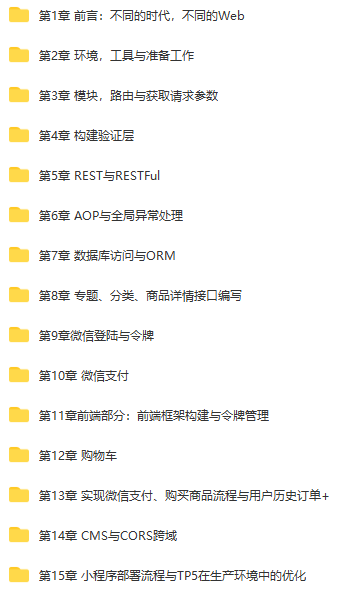 第1章 前言：不同的时代，不同的Web
第2章 环境，工具与准备工作
第3章 模块，路由与获取请求参数
第4章 构建验证层
第5章 REST与RESTFul
第6章 AOP与全局异常处理
第7章 数据库访问与ORM
第8章 专题、分类、商品详情接口编写
第9章微信登陆与令牌
第10章 微信支付
第11章前端部分：前端框架构建与令牌管理
第12章 购物车
第13章 实现微信支付、购买商品流程与用户历史订单+
第14章 CMS与CORS跨域
第15章 小程序部署流程与TP5在生产环境中的优化